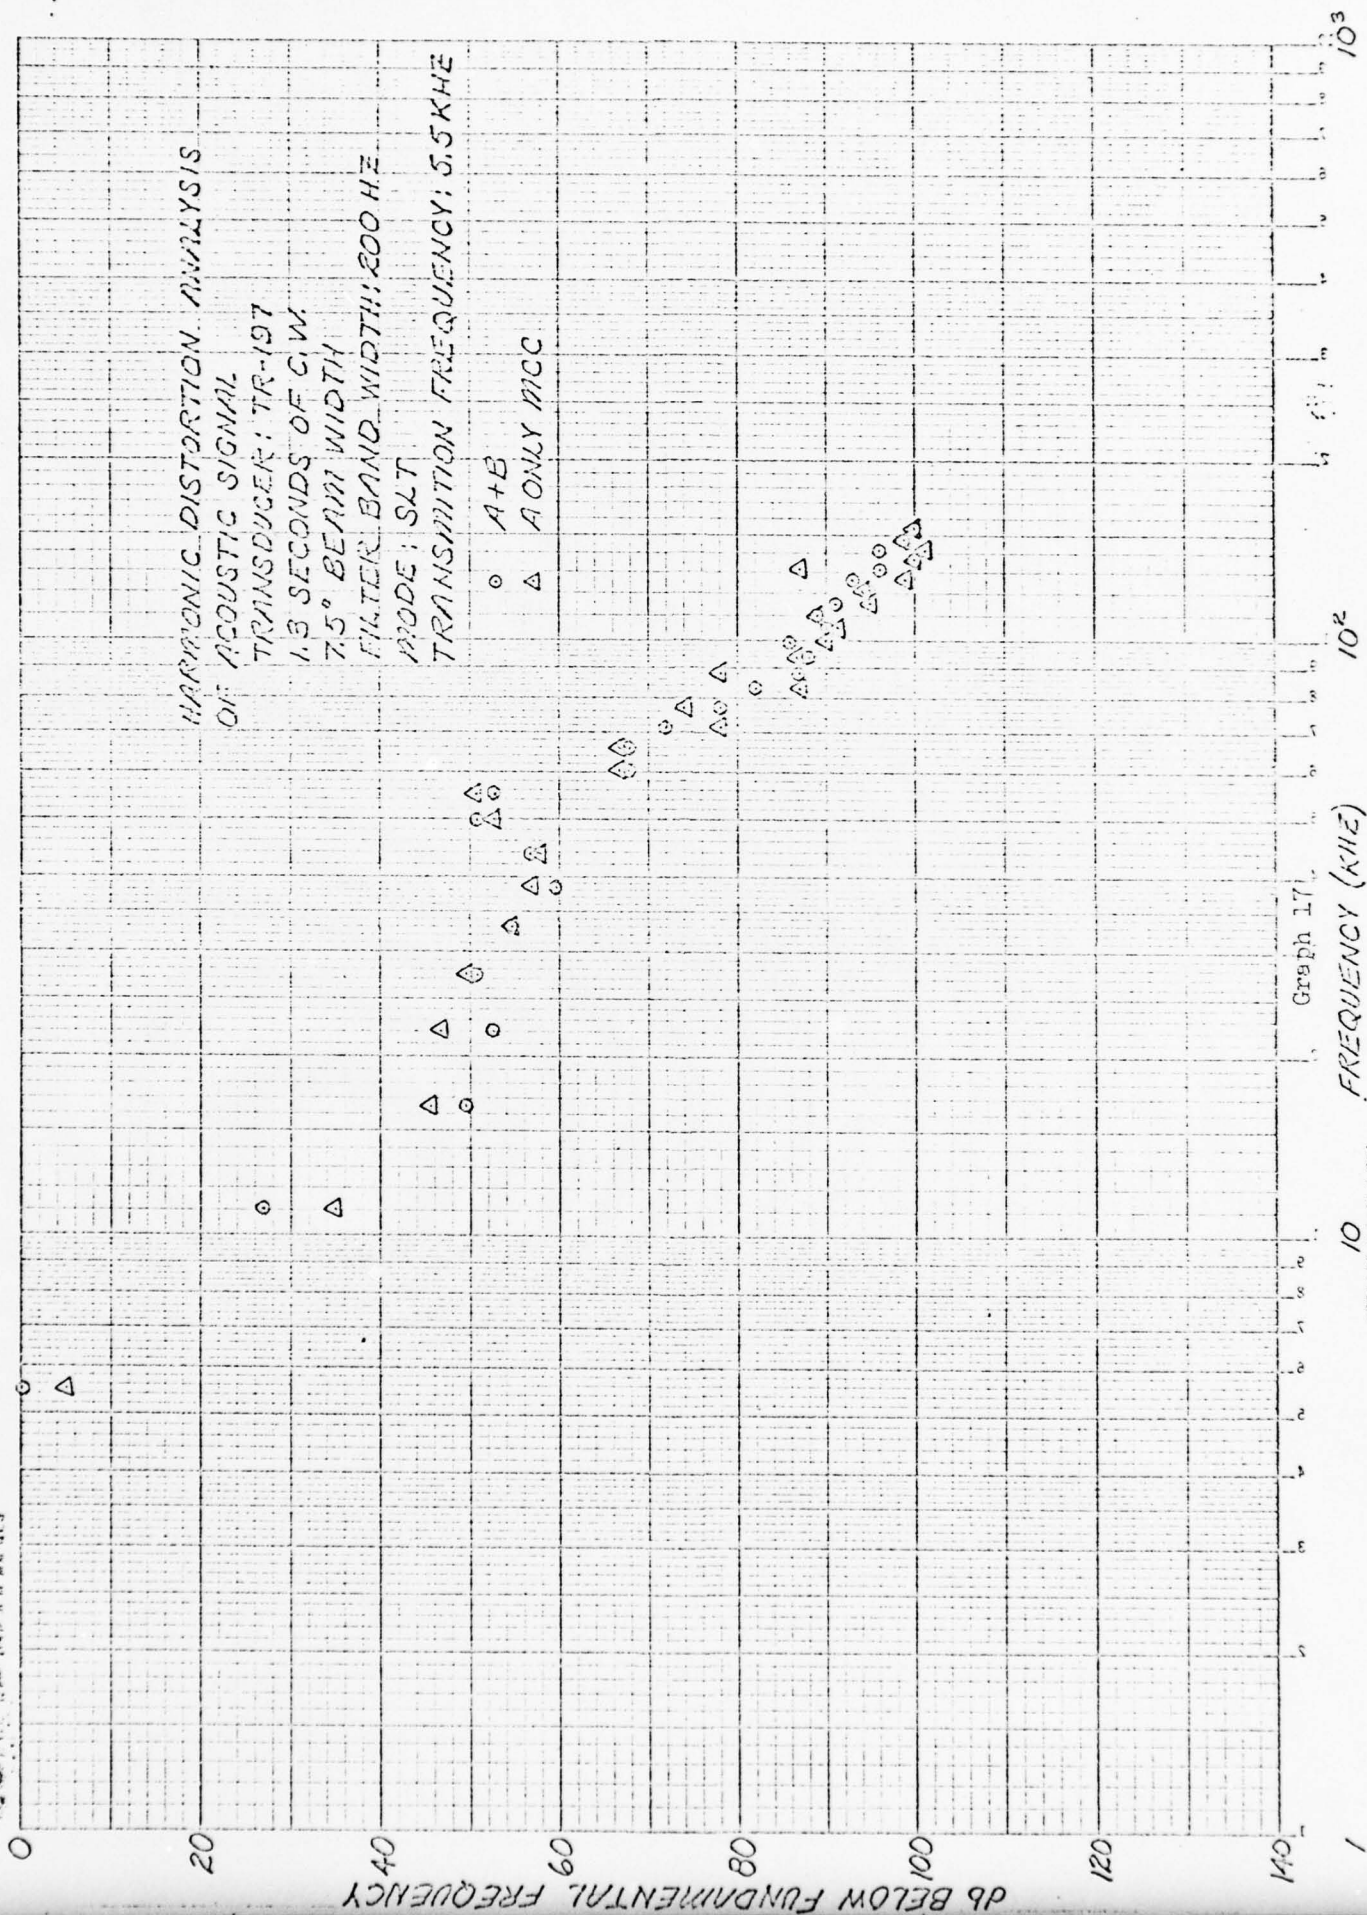 HARMONIC DISTORTION ANALYSIS
OF ACOUSTIC SIGNAL
TRANSDUCER: TR-197
1.3 SECONDS OF C.W.
7.5° BEAM WIDTH
FILTER BAND WIDTH: 200 HZ
MODE: SLT
TRANSMITION FREQUENCY: 5.5 KHZ
⊙ A+B
△ A ONLY MCC
db BELOW FUNDAMENTAL FREQUENCY
0
20
40
60
80
100
120
140
Graph 17
1
10
10²
10³
FREQUENCY (KHZ)